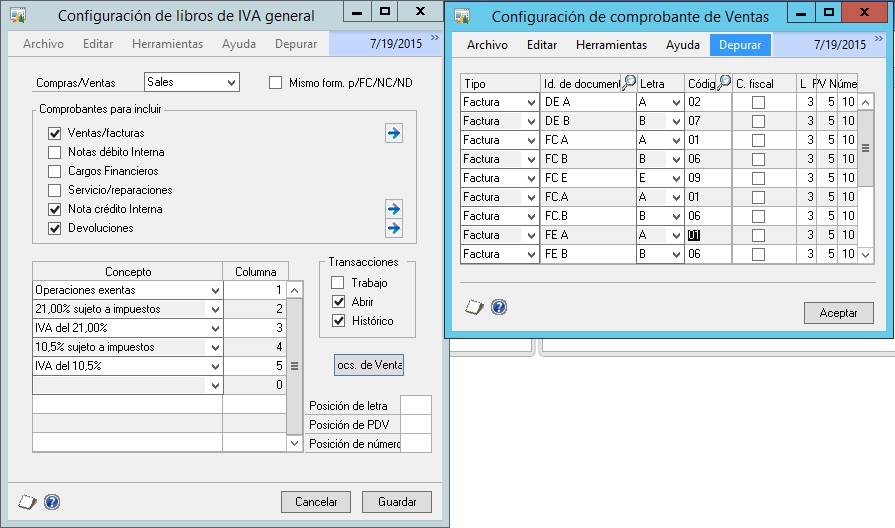 Configuración de libros de IVA general
Archivo Editar Herramientas Ayuda Depurar 7/19/2015 »
Compras/Ventas Sales Mismo form. p/FC/NC/ND
Comprobantes para incluir
Ventas/facturas
Notas débito Interna
Cargos Financieros
Servicio/reparaciones
Nota crédito Interna
Devoluciones
Concepto Columna
Operaciones exentas 1
21,00% sujeto a impuestos 2
IVA del 21,00% 3
10,5% sujeto a impuestos 4
IVA del 10,5% 5
0
Transacciones
Trabajo
Abrir
Histórico
ocs. de Venta
Posición de letra
Posición de PDV
Posición de número
Cancelar Guardar
Configuración de comprobante de Ventas
Archivo Editar Herramientas Ayuda Depurar 7/19/2015 »
Tipo Id. de document Letra Códig C. fiscal L PV Núme
Factura DE A A 02 3 5 10
Factura DE B B 07 3 5 10
Factura FC A A 01 3 5 10
Factura FC B B 06 3 5 10
Factura FC E E 09 3 5 10
Factura FC.A A 01 3 5 10
Factura FC.B B 06 3 5 10
Factura FE A A 01 3 5 10
Factura FE B B 06 3 5 10
Aceptar